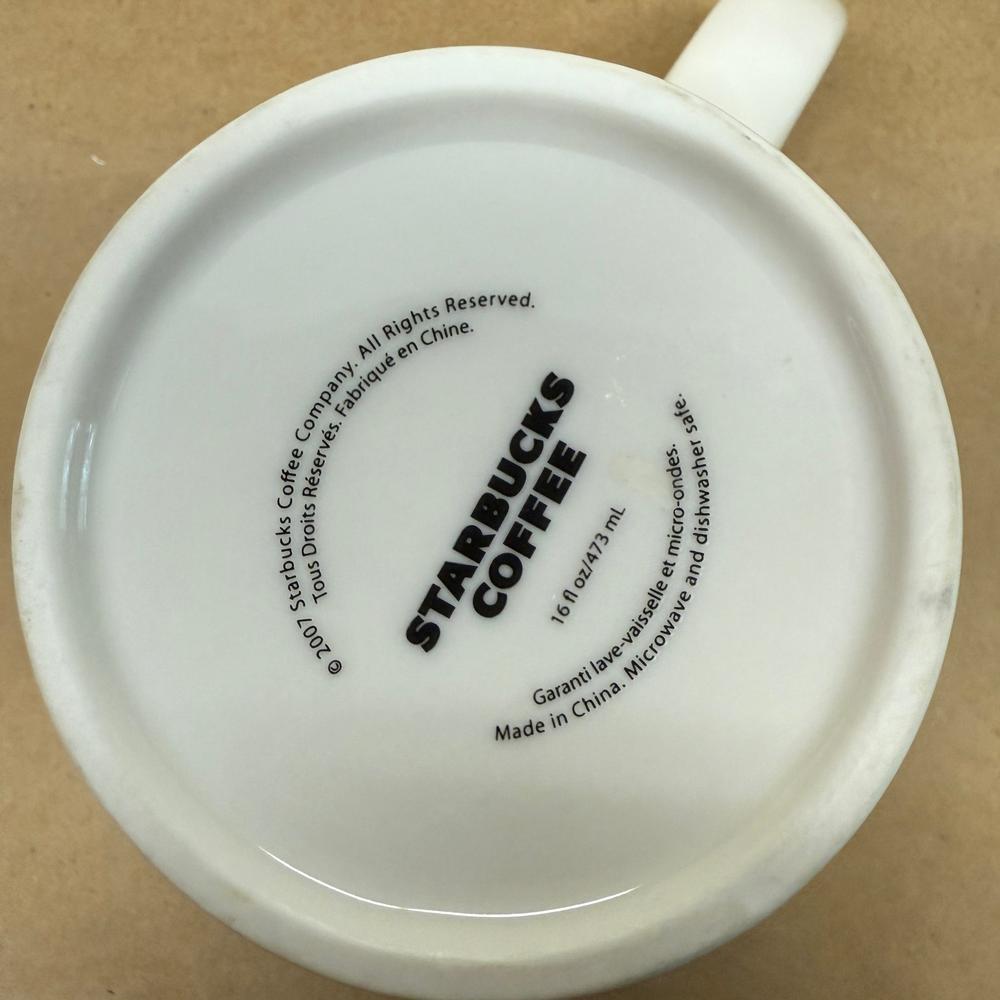 © 2007 Starbucks Coffee Company. All Rights Reserved.
Tous Droits Réservés. Fabriqué en Chine.
STARBUCKS
COFFEE
16 fl oz/473 mL
Garanti lave-vaisselle et micro-ondes.
Made in China. Microwave and dishwasher safe.